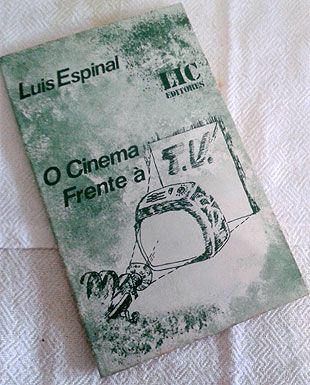 Luis Espinal
LIC
EDITORES
O Cinema
Frente à
T.V.